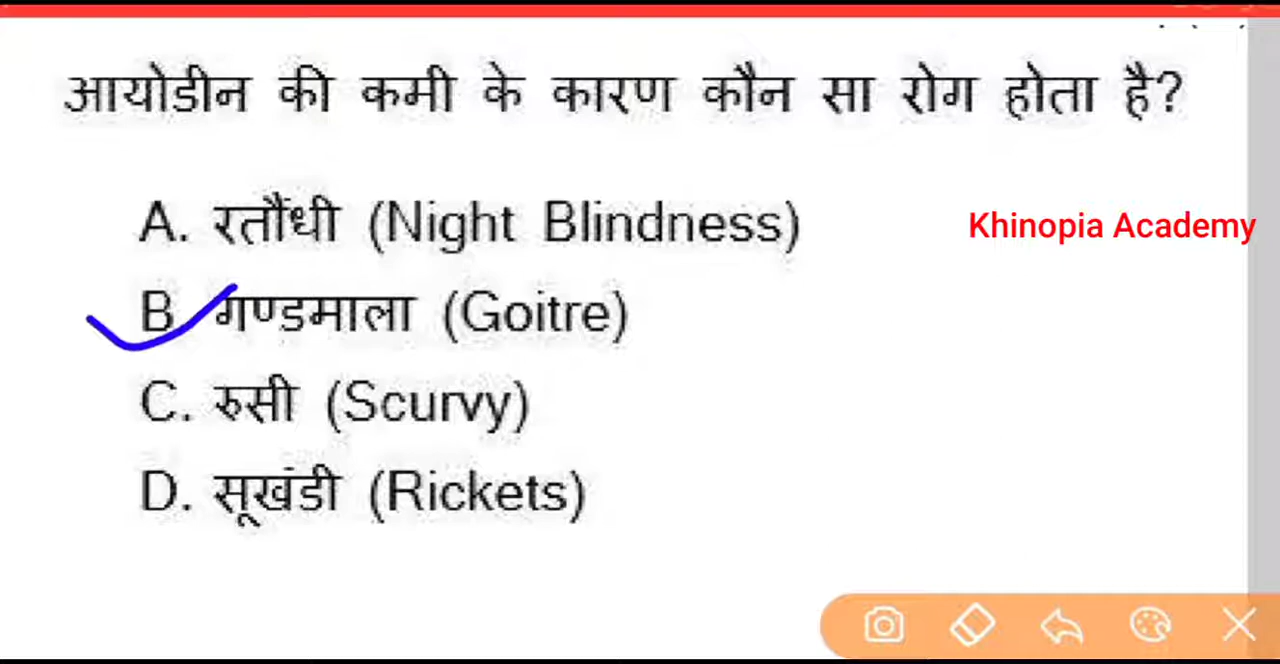 आयोडीन की कमी के कारण कौन सा रोग होता है?
A. रतौंधी (Night Blindness)
Khinopia Academy
B. गण्डमाला (Goitre)
C. रुसी (Scurvy)
D. सूखंडी (Rickets)